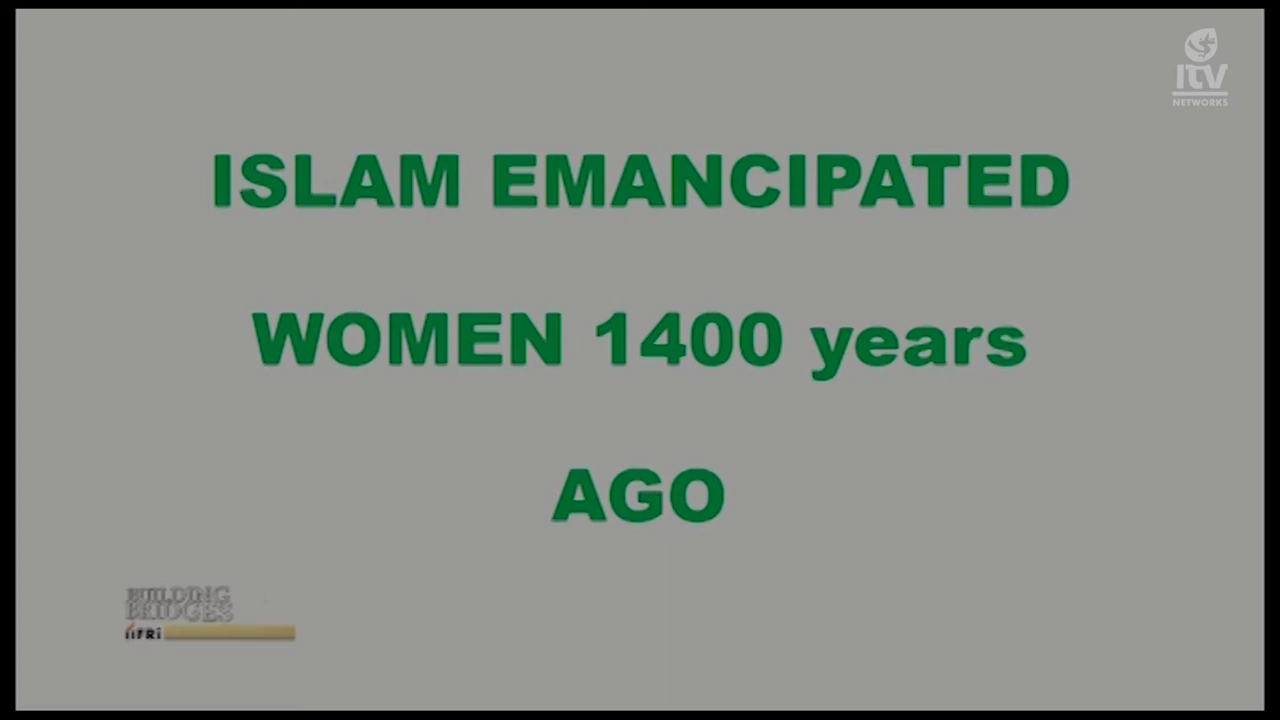 ITV
NETWORKS
ISLAM EMANCIPATED
WOMEN 1400 years
AGO
BUILDING
BRIDGES
iiFRi